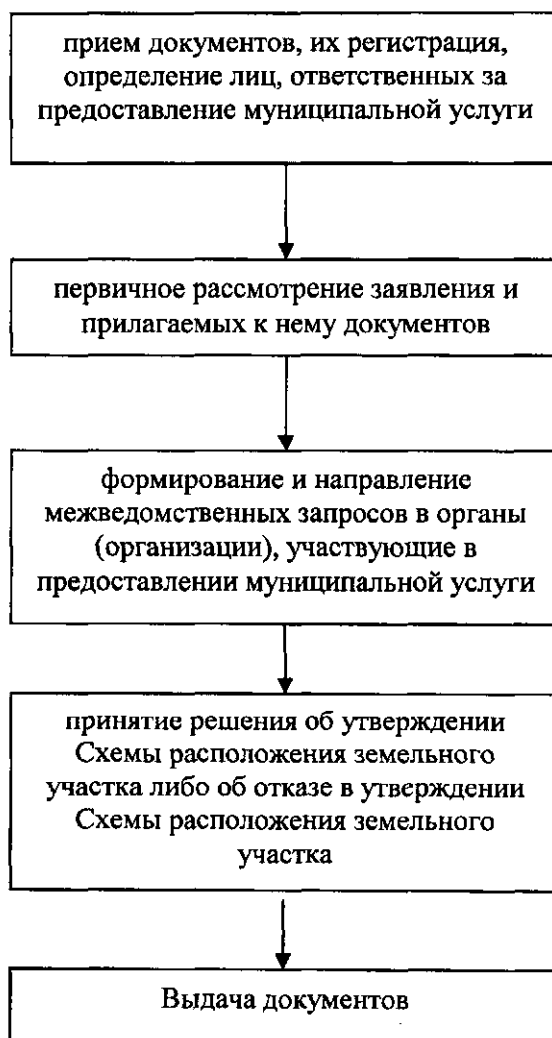 прием документов, их регистрация,
определение лиц, ответственных за
предоставление муниципальной услуги
первичное рассмотрение заявления и
прилагаемых к нему документов
формирование и направление
межведомственных запросов в органы
(организации), участвующие в
предоставлении муниципальной услуги
принятие решения об утверждении
Схемы расположения земельного
участка либо об отказе в утверждении
Схемы расположения земельного
участка
Выдача документов